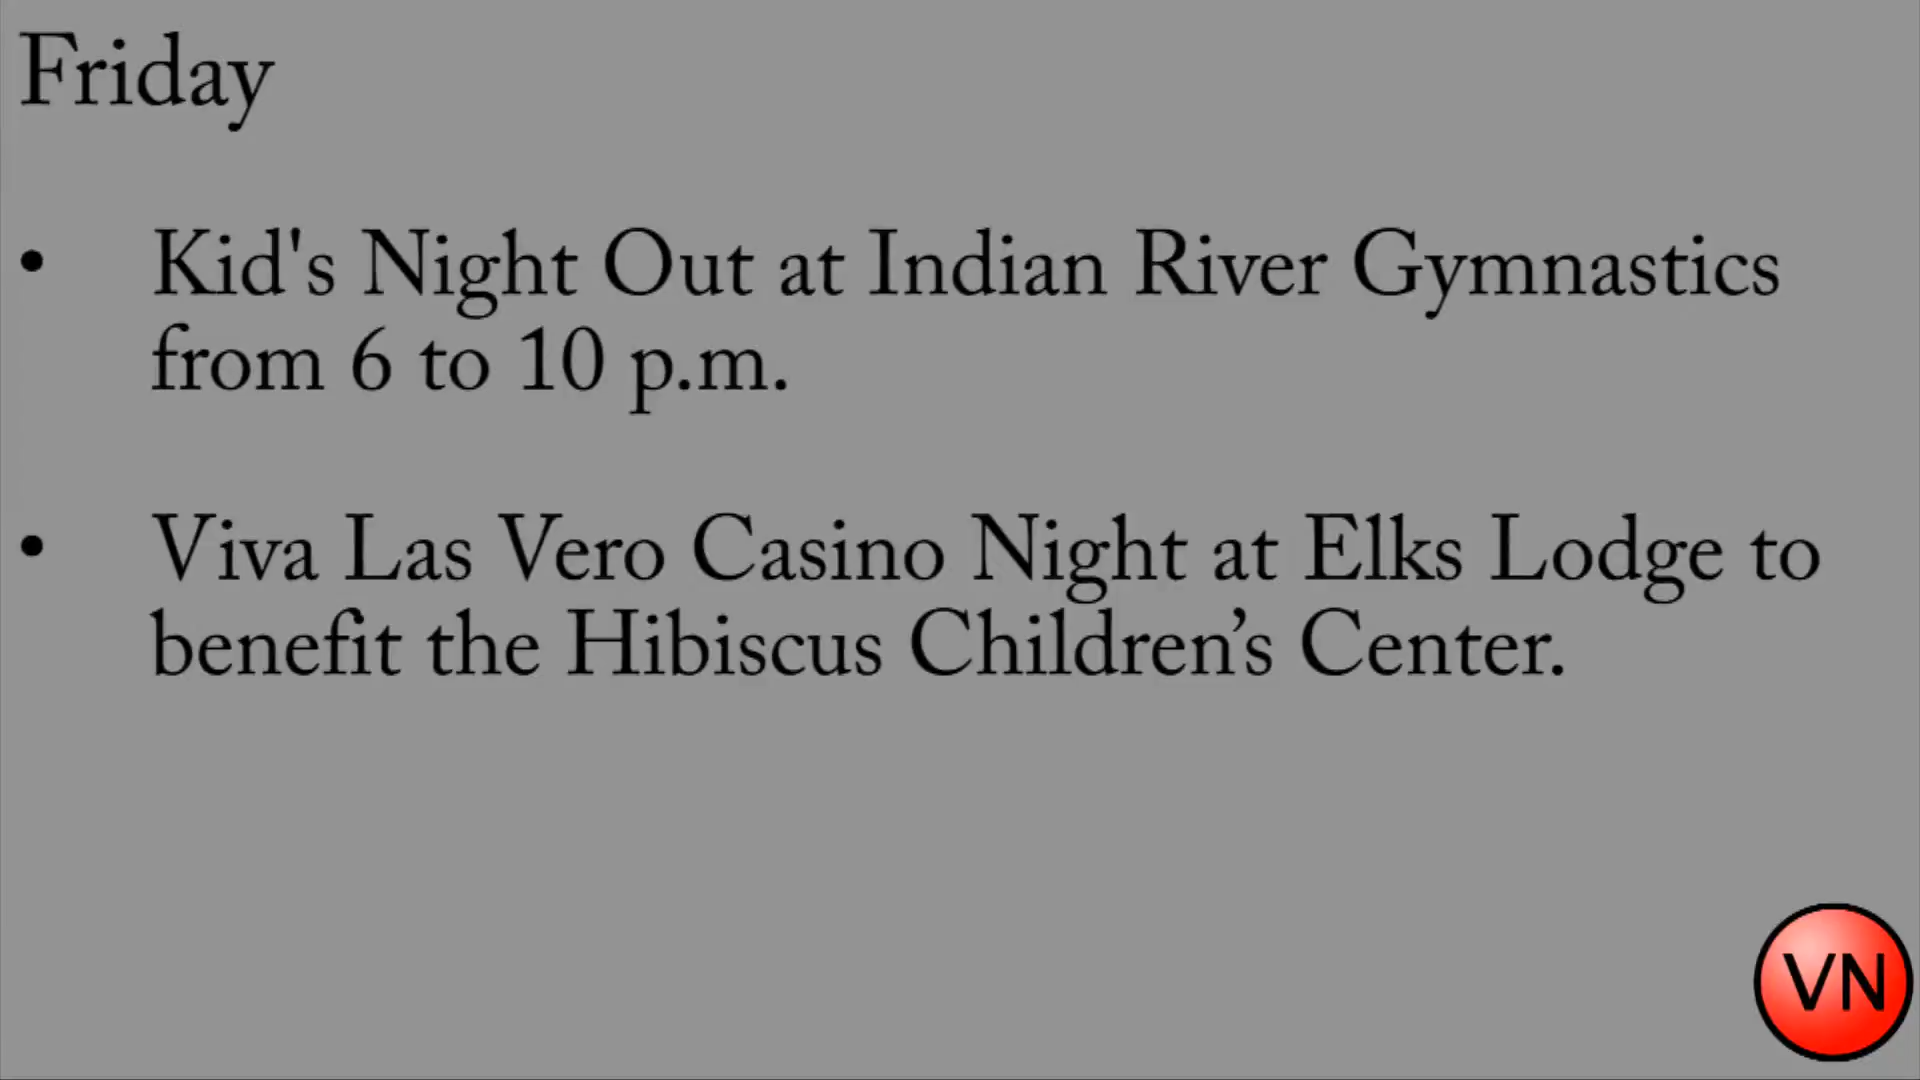 Friday
• Kid's Night Out at Indian River Gymnastics
from 6 to 10 p.m.
• Viva Las Vero Casino Night at Elks Lodge to
benefit the Hibiscus Children’s Center.
VN